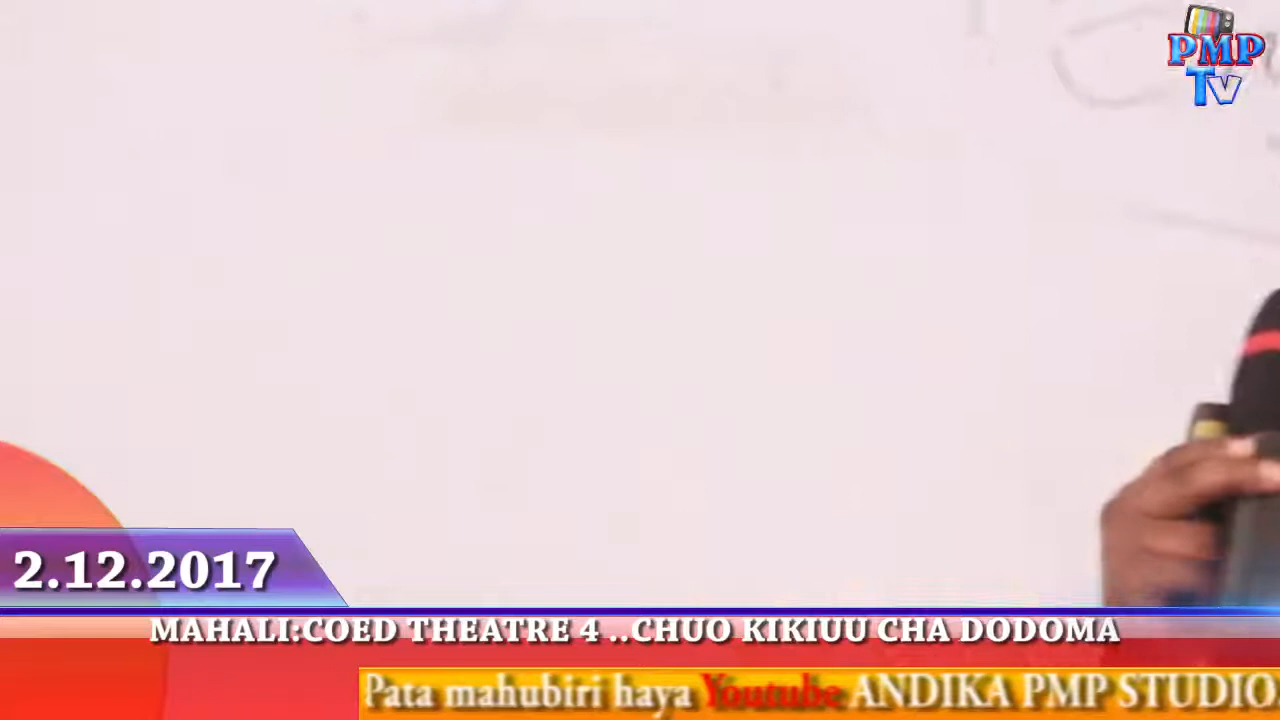 PMP
Tv
2.12.2017
MAHALI:COED THEATRE 4 ..CHUO KIKIUU CHA DODOMA
Pata mahubiri haya Youtube ANDIKA PMP STUDIO